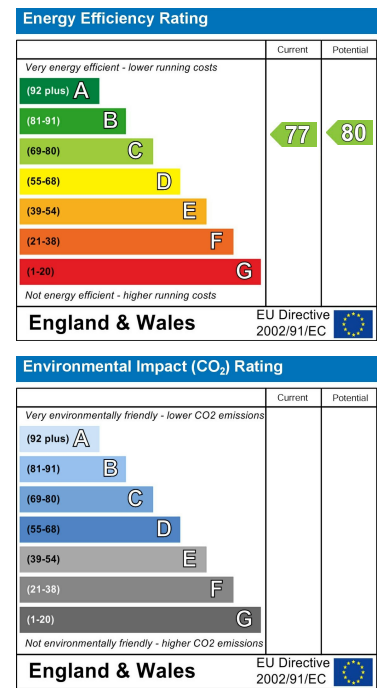 Energy Efficiency Rating
Current Potential
Very energy efficient - lower running costs
(92 plus) A
(81-91) B
(69-80) C
(55-68) D
(39-54) E
(21-38) F
(1-20) G
77 80
Not energy efficient - higher running costs
England & Wales
EU Directive
2002/91/EC
Environmental Impact (CO₂) Rating
Current Potential
Very environmentally friendly - lower CO2 emissions
(92 plus) A
(81-91) B
(69-80) C
(55-68) D
(39-54) E
(21-38) F
(1-20) G
Not environmentally friendly - higher CO2 emissions
England & Wales
EU Directive
2002/91/EC